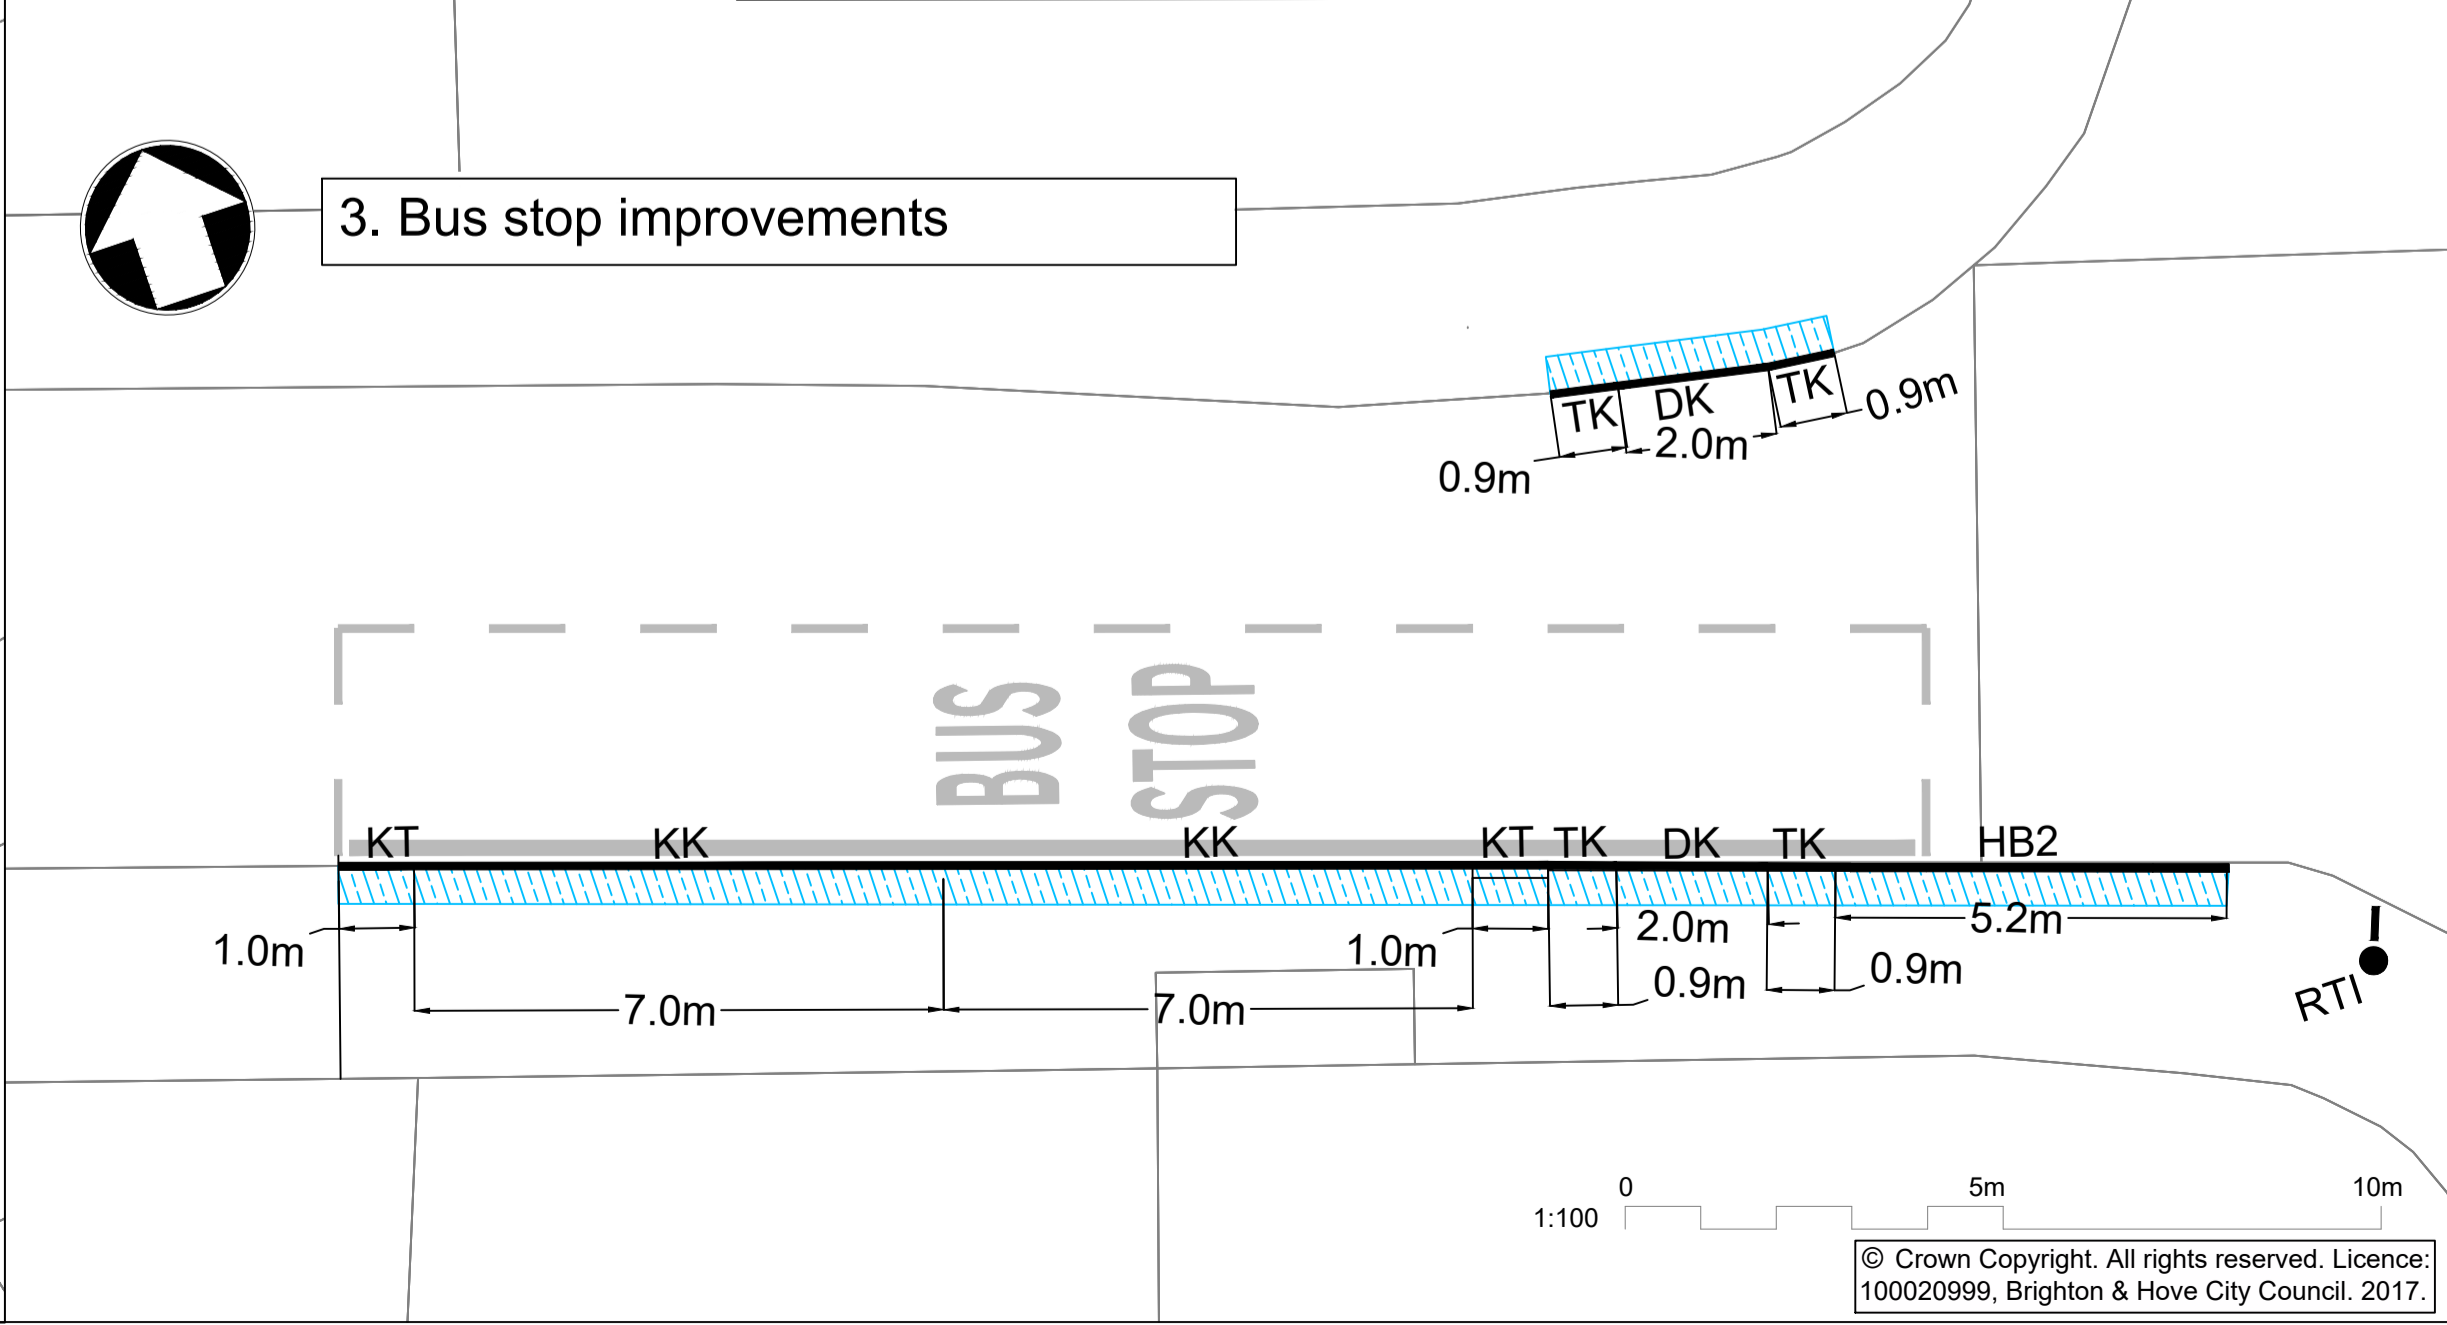 3. Bus stop improvements
TK DK TK
0.9m 2.0m 0.9m
BUS
STOP
KT KK KK KT TK DK TK HB2
1.0m 7.0m 7.0m 1.0m 0.9m 2.0m 0.9m 5.2m
RTI
0 5m 10m
1:100
© Crown Copyright. All rights reserved. Licence:
100020999, Brighton & Hove City Council. 2017.